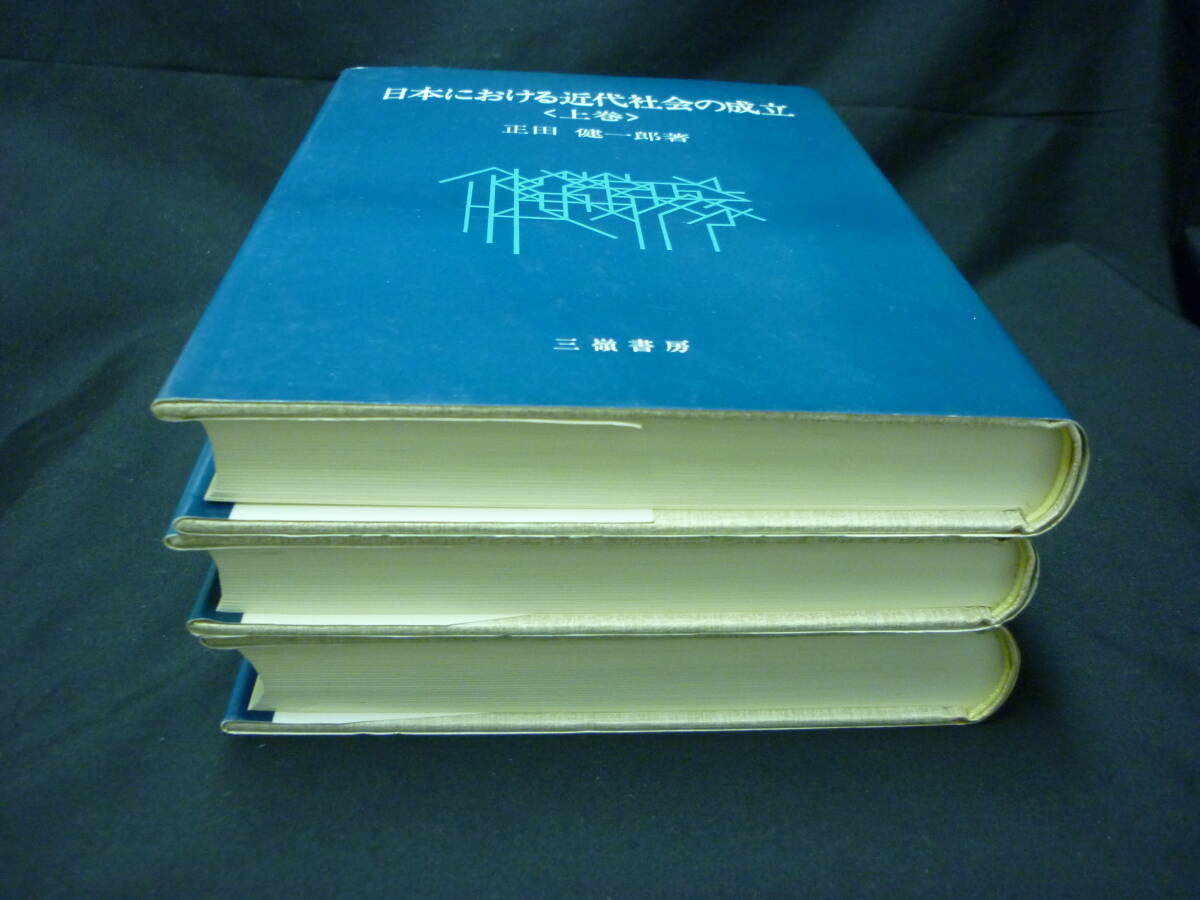 日本における近代社会の成立
<上巻>
正田 健一郎著
三嶺書房